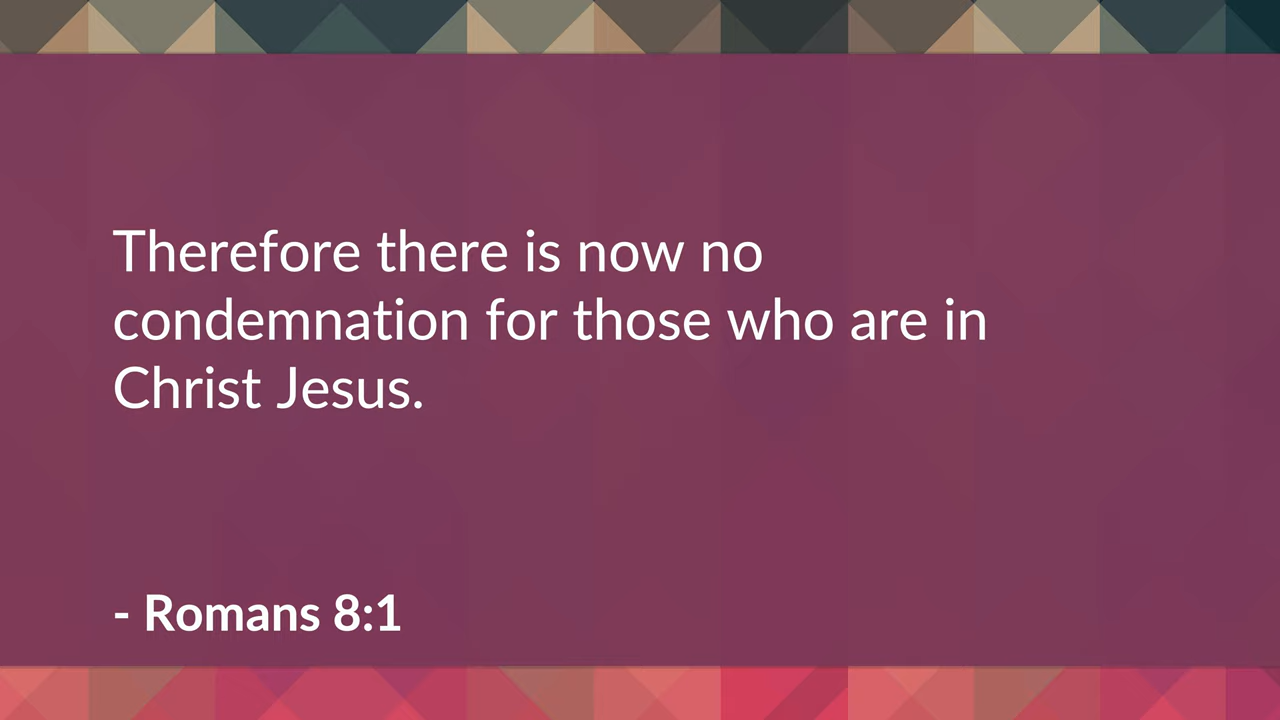 Therefore there is now no
condemnation for those who are in
Christ Jesus.
- Romans 8:1